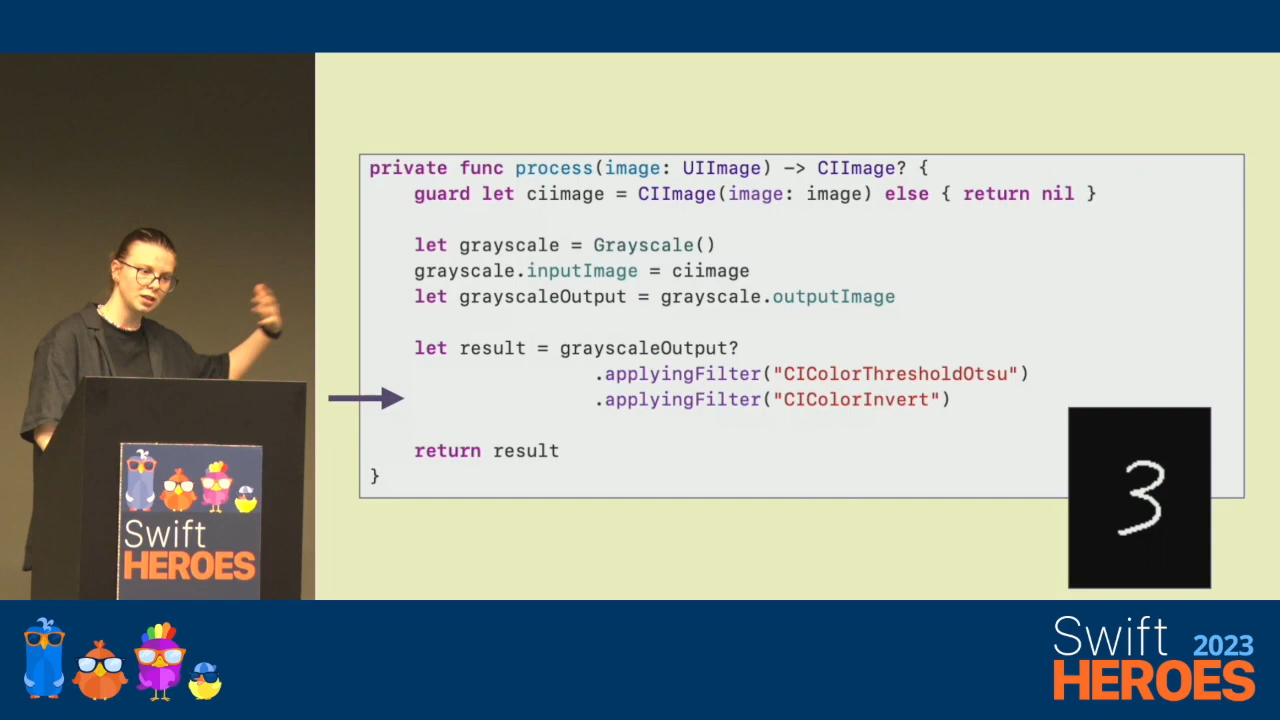 private func process(image: UIImage) -> CIImage? {
guard let ciimage = CIImage(image: image) else { return nil }
let grayscale = Grayscale()
grayscale.inputImage = ciimage
let grayscaleOutput = grayscale.outputImage
let result = grayscaleOutput?
.applyingFilter("CIColorThresholdOtsu")
.applyingFilter("CIColorInvert")
return result
}
3
Swift
HEROES
Swift 2023
HEROES